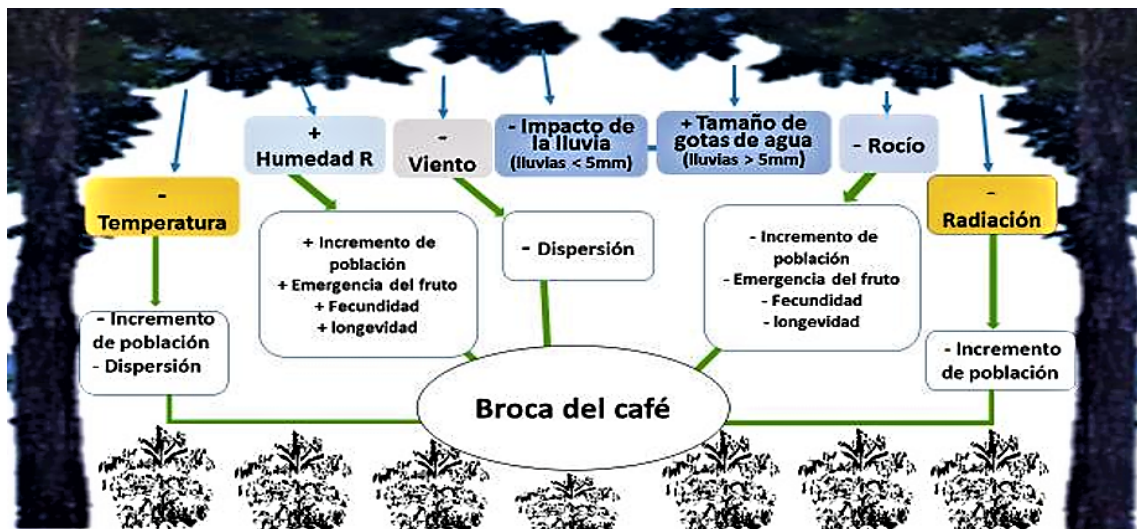 -
Temperatura
+
Humedad R
-
Viento
- Impacto de
la lluvia
(lluvias < 5mm)
+ Tamaño de
gotas de agua
(lluvias > 5mm)
- Rocío
-
Radiación
- Incremento
de población
- Dispersión
+ Incremento de
población
+ Emergencia del fruto
+ Fecundidad
+ longevidad
- Dispersión
- Incremento de
población
- Emergencia del fruto
- Fecundidad
- longevidad
- Incremento
de población
Broca del café